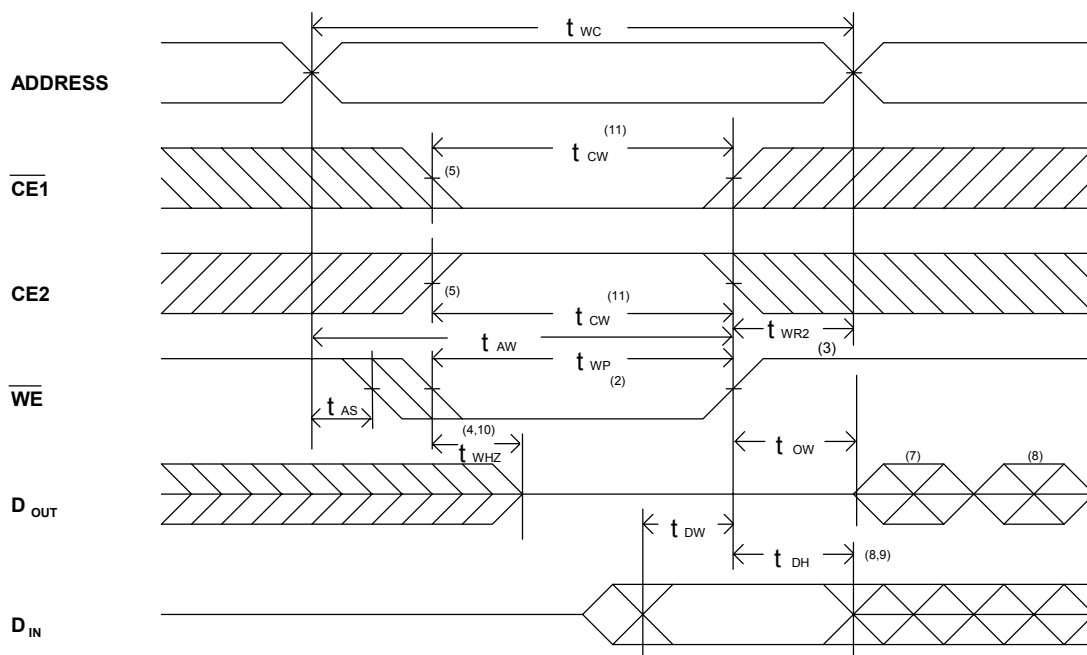 t WC
ADDRESS
(11)
t CW
CE1
(5)
CE2
(5)
(11)
t CW
t AW
t WR2
t WP
(2)
(3)
WE
t AS
(4,10)
t WHZ
t OW
(7)
(8)
D OUT
t DW
t DH
(8,9)
D IN